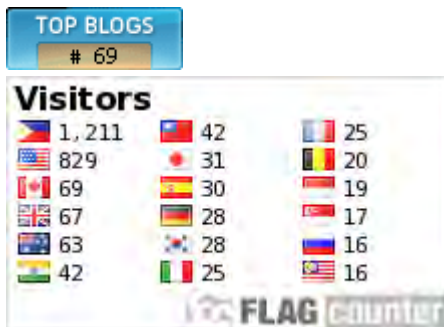 TOP BLOGS
# 69
Visitors
1,211 42 25
829 31 20
69 30 19
67 28 17
63 28 16
42 25 16
FLAG counter